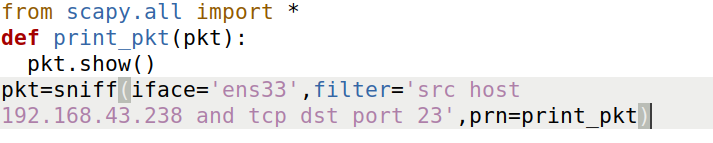 from scapy.all import *
def print_pkt(pkt):
  pkt.show()
pkt=sniff(iface='ens33',filter='src host
192.168.43.238 and tcp dst port 23',prn=print_pkt)